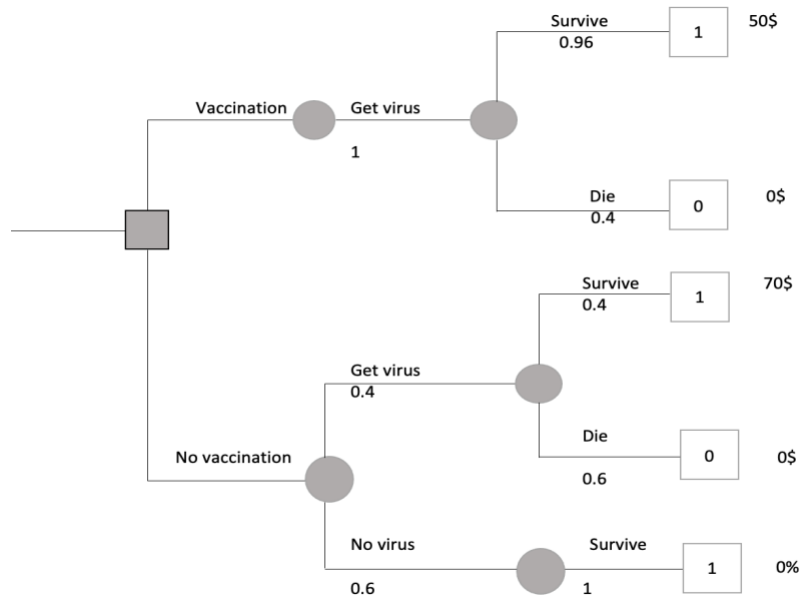 Survive
0.96
1
50$
Vaccination
Get virus
1
Die
0.4
0
0$
Survive
0.4
1
70$
Get virus
0.4
Die
0.6
0
0$
No vaccination
No virus
0.6
Survive
1
1
0%